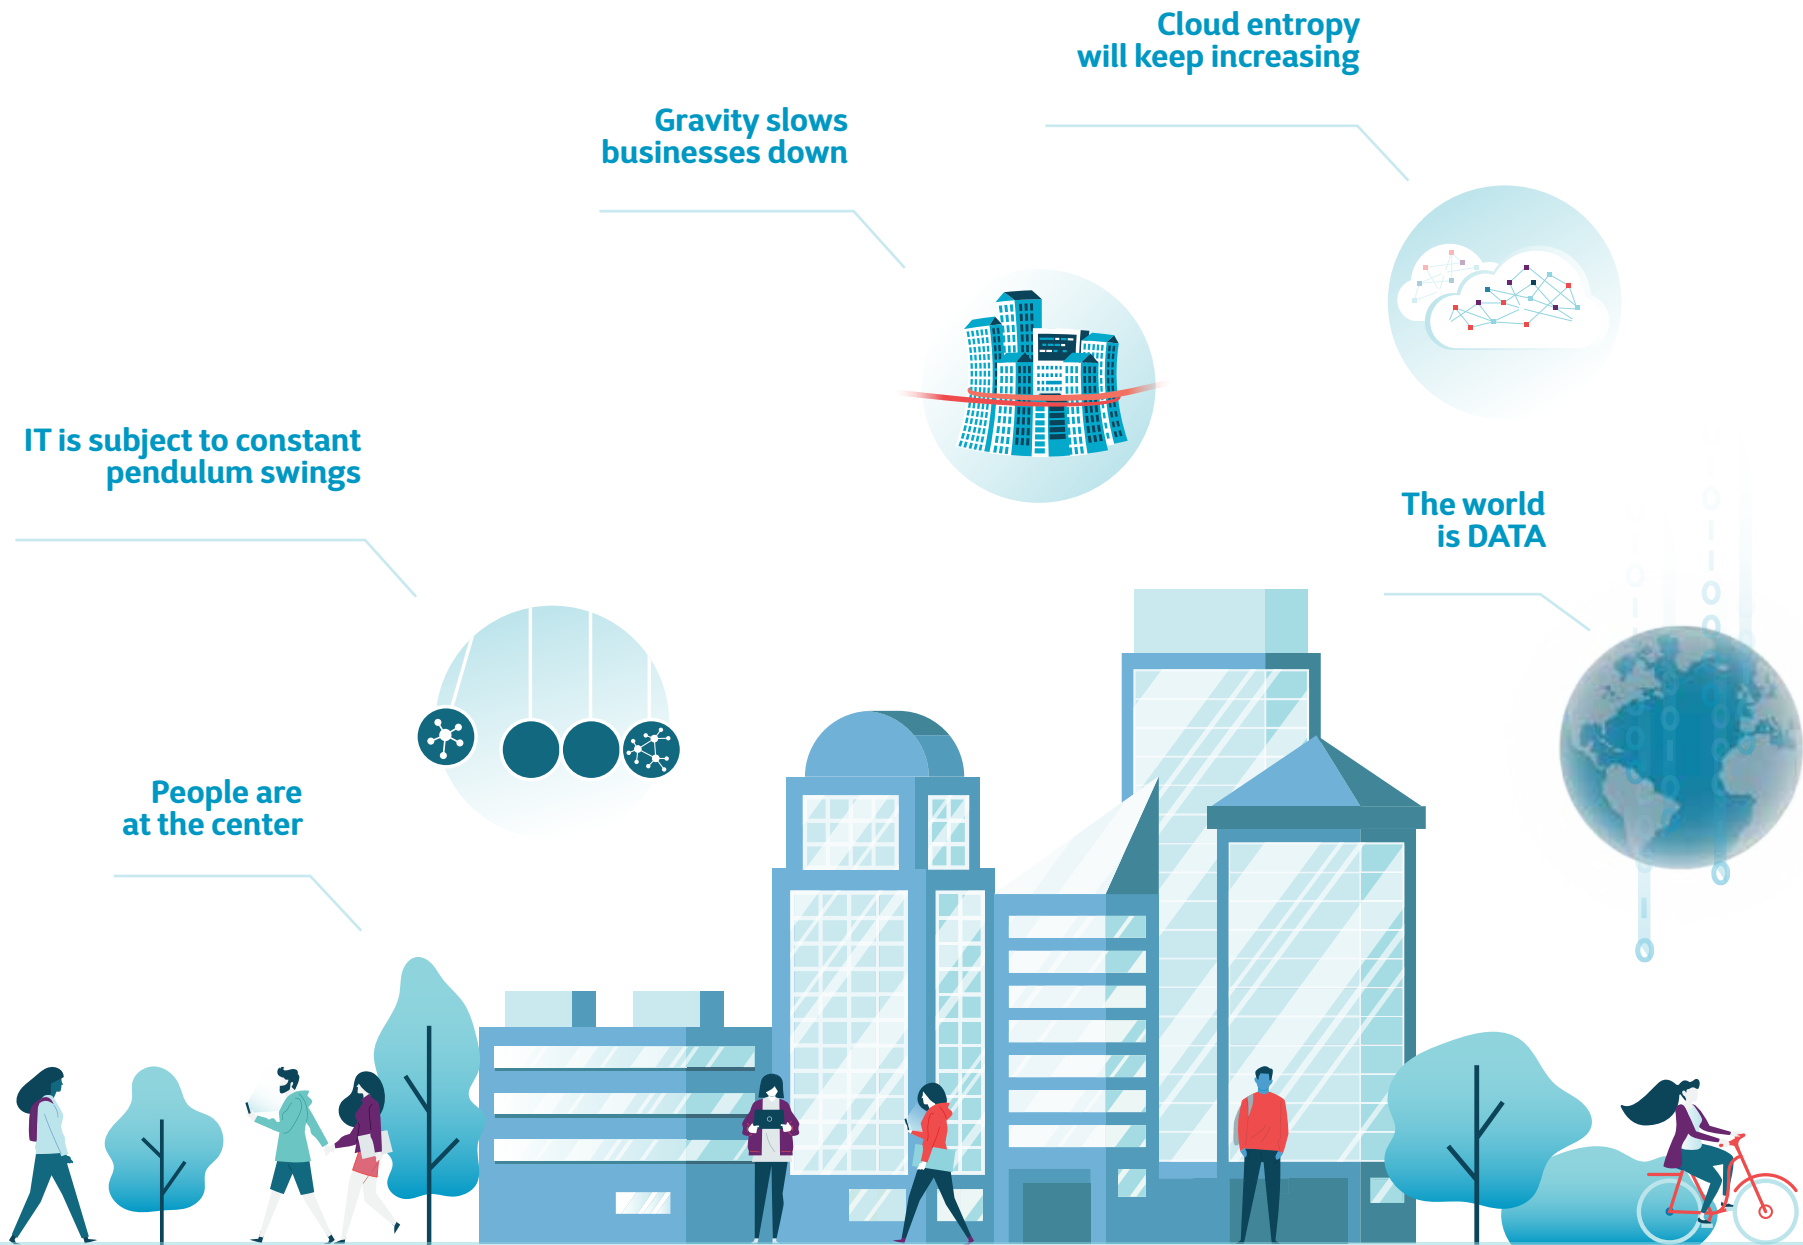 Cloud entropy
will keep increasing
Gravity slows
businesses down
IT is subject to constant
pendulum swings
The world
is DATA
People are
at the center